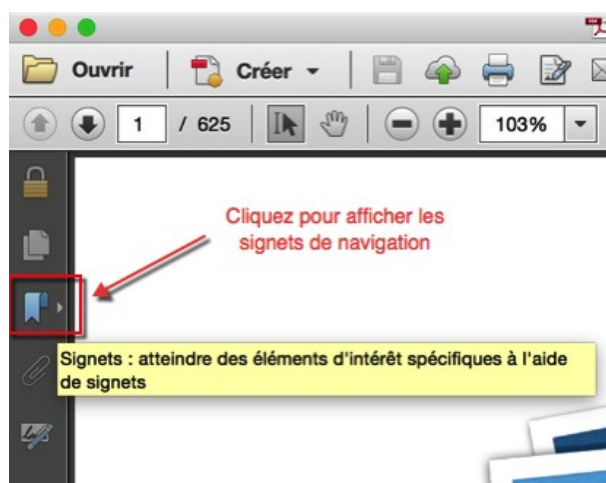 Ouvrir
Créer
1 / 625
103%
Cliquez pour afficher les
signets de navigation
Signets : atteindre des éléments d'intérêt spécifiques à l'aide
de signets